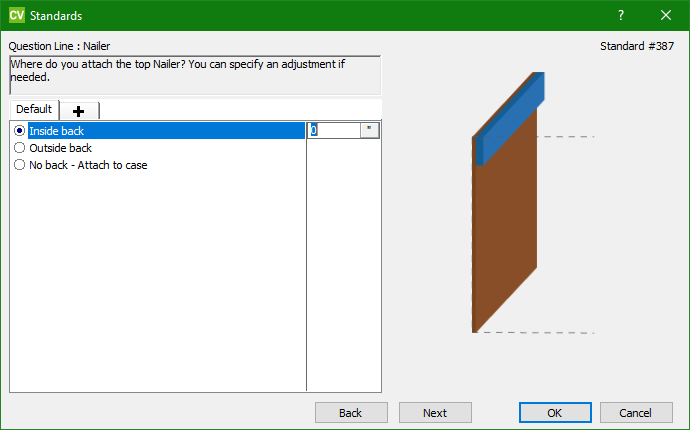 CV Standards ?
Question Line : Nailer Standard #387
Where do you attach the top Nailer? You can specify an adjustment if
needed.
Default +
Inside back 0 "
Outside back
No back - Attach to case
Back Next OK Cancel